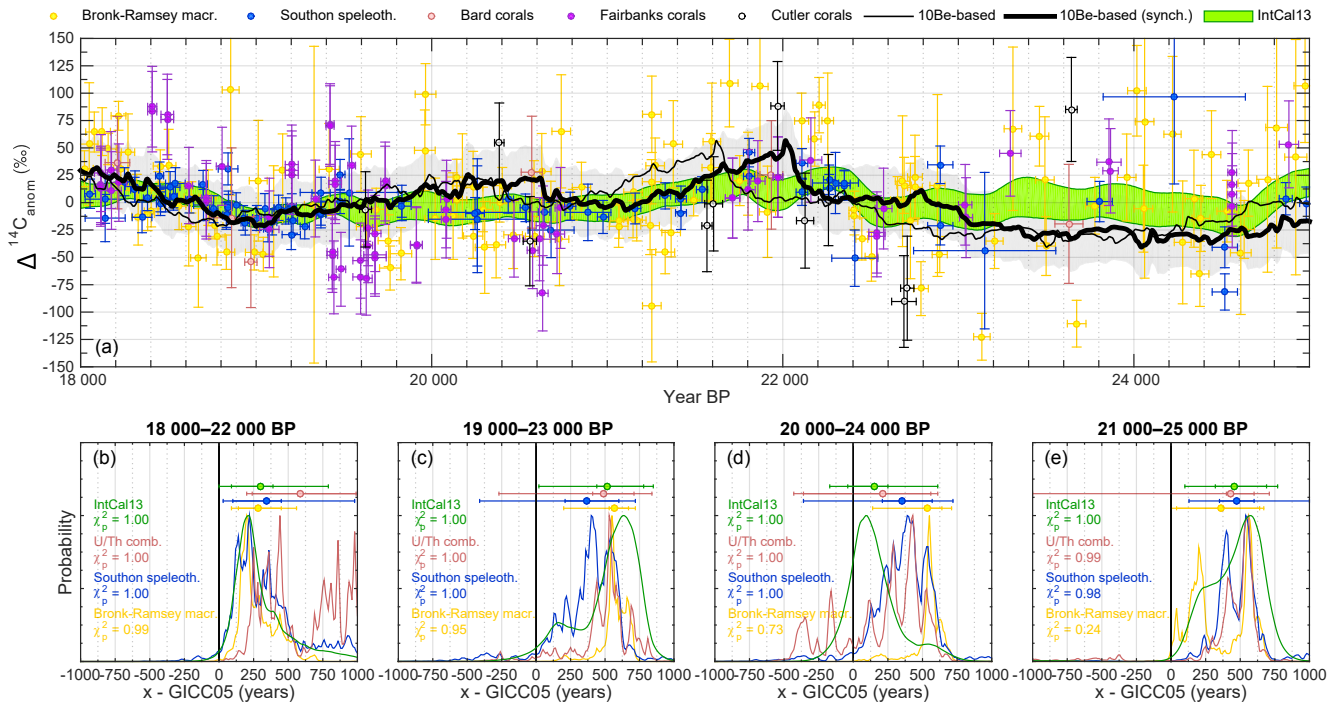 Bronk-Ramsey macr. Southon speleoth. Bard corals Fairbanks corals Cutler corals 10Be-based 10Be-based (synch.) IntCal13
150
125
100
75
50
25
0
-25
-50
-75
-100
-125
-150
Δ ¹⁴C anom (‰)
(a)
18 000 20 000 22 000 24 000
Year BP
18 000–22 000 BP
(b)
IntCal13
χ²p = 1.00
U/Th comb.
χ²p = 1.00
Southon speleoth.
χ²p = 1.00
Bronk-Ramsey macr.
χ²p = 0.99
Probability
-1000 -750 -500 -250 0 250 500 750 1000
x - GICC05 (years)
19 000–23 000 BP
(c)
IntCal13
χ²p = 1.00
U/Th comb.
χ²p = 1.00
Southon speleoth.
χ²p = 1.00
Bronk-Ramsey macr.
χ²p = 0.95
-1000 -750 -500 -250 0 250 500 750 1000
x - GICC05 (years)
20 000–24 000 BP
(d)
IntCal13
χ²p = 1.00
U/Th comb.
χ²p = 1.00
Southon speleoth.
χ²p = 1.00
Bronk-Ramsey macr.
χ²p = 0.73
-1000 -750 -500 -250 0 250 500 750 1000
x - GICC05 (years)
21 000–25 000 BP
(e)
IntCal13
χ²p = 1.00
U/Th comb.
χ²p = 0.99
Southon speleoth.
χ²p = 0.98
Bronk-Ramsey macr.
χ²p = 0.24
-1000 -750 -500 -250 0 250 500 750 1000
x - GICC05 (years)